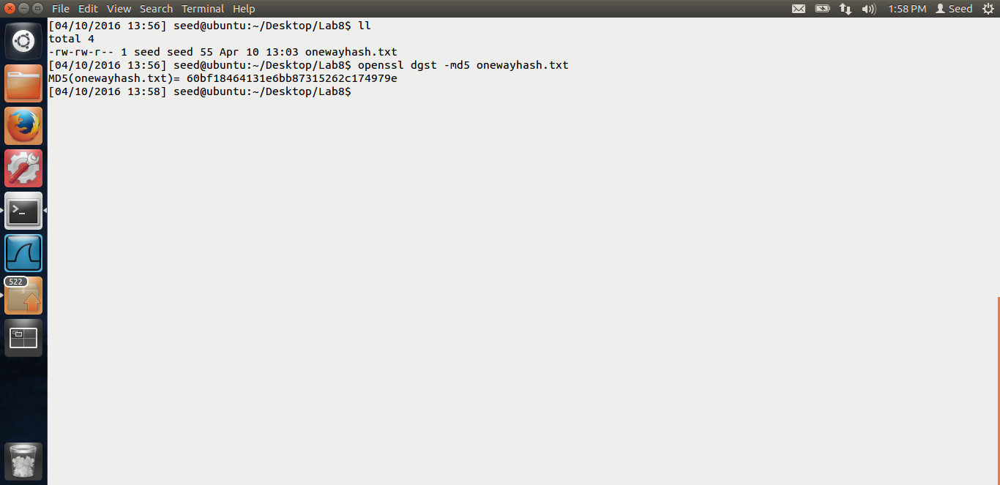 File Edit View Search Terminal Help 1:58 PM Seed
[04/10/2016 13:56] seed@ubuntu:~/Desktop/Lab8$ ll
total 4
-rw-rw-r-- 1 seed seed 55 Apr 10 13:03 onewayhash.txt
[04/10/2016 13:56] seed@ubuntu:~/Desktop/Lab8$ openssl dgst -md5 onewayhash.txt
MD5(onewayhash.txt)= 60bf18464131e6bb87315262c174979e
[04/10/2016 13:58] seed@ubuntu:~/Desktop/Lab8$
522